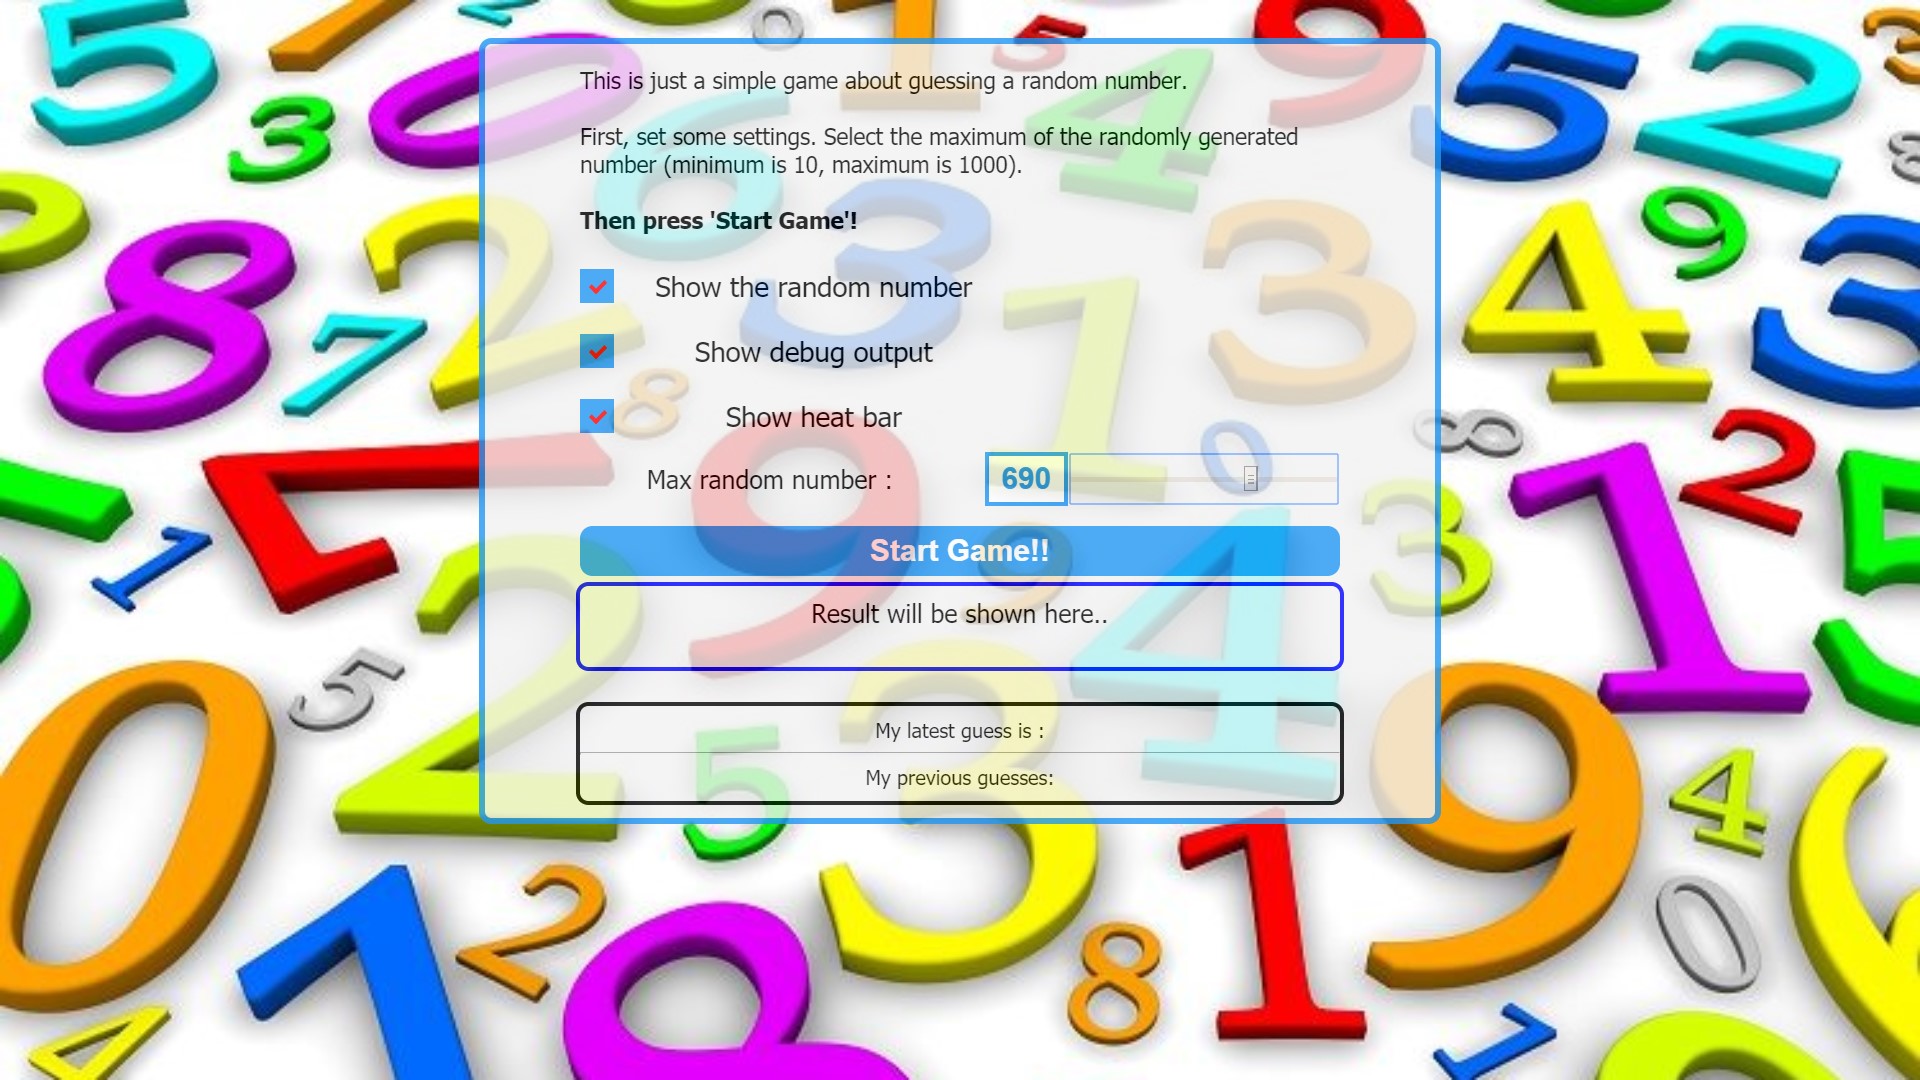 This is just a simple game about guessing a random number.
First, set some settings. Select the maximum of the randomly generated
number (minimum is 10, maximum is 1000).
Then press 'Start Game'!
Show the random number
Show debug output
Show heat bar
Max random number :
690
Start Game!!
Result will be shown here..
My latest guess is :
My previous guesses: